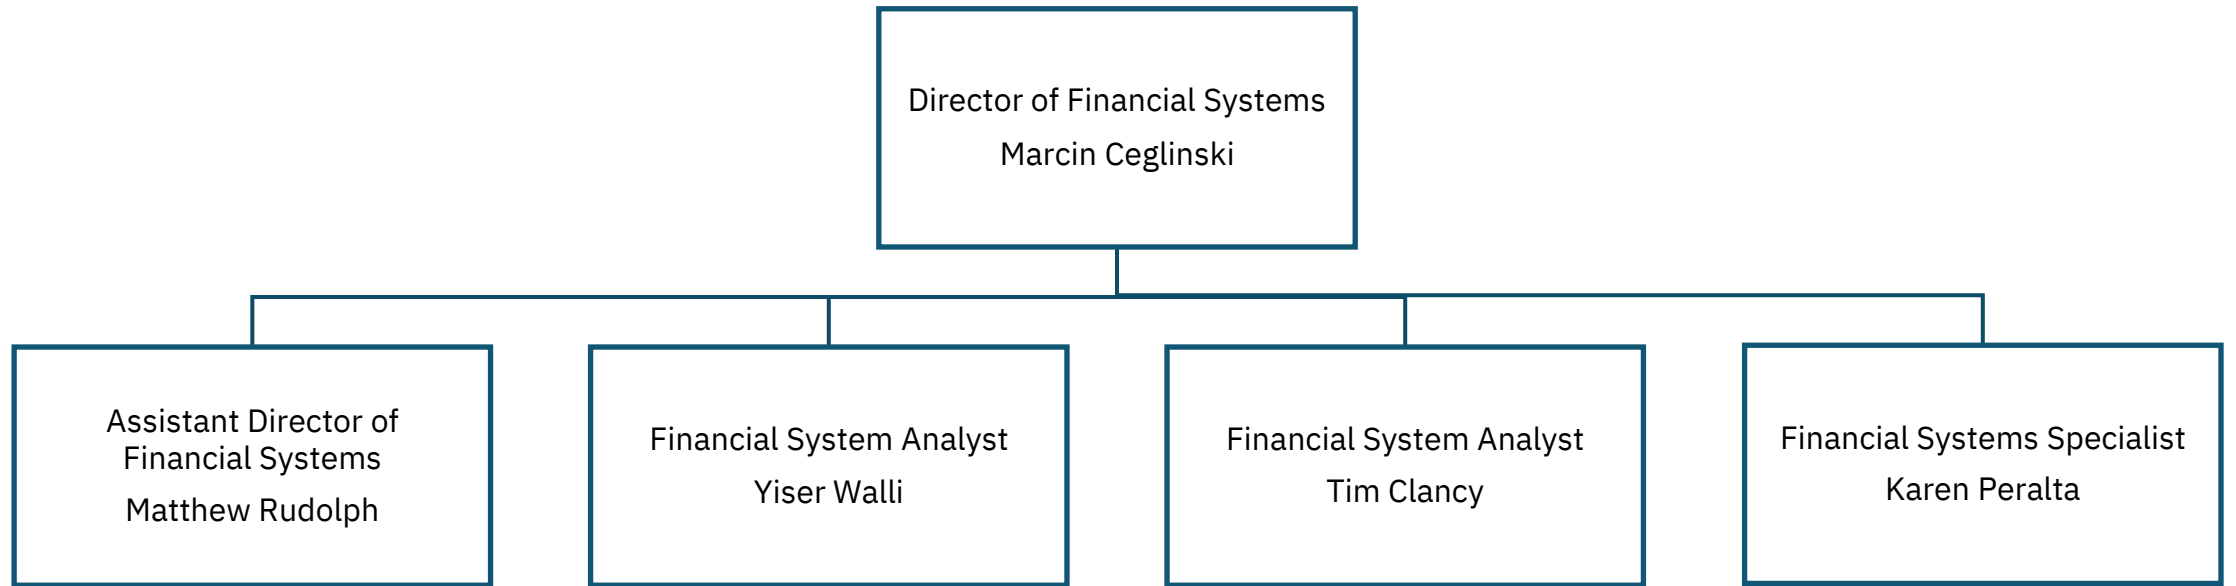 Director of Financial Systems
Marcin Ceglinski
Assistant Director of
Financial Systems
Matthew Rudolph
Financial System Analyst
Yiser Walli
Financial System Analyst
Tim Clancy
Financial Systems Specialist
Karen Peralta